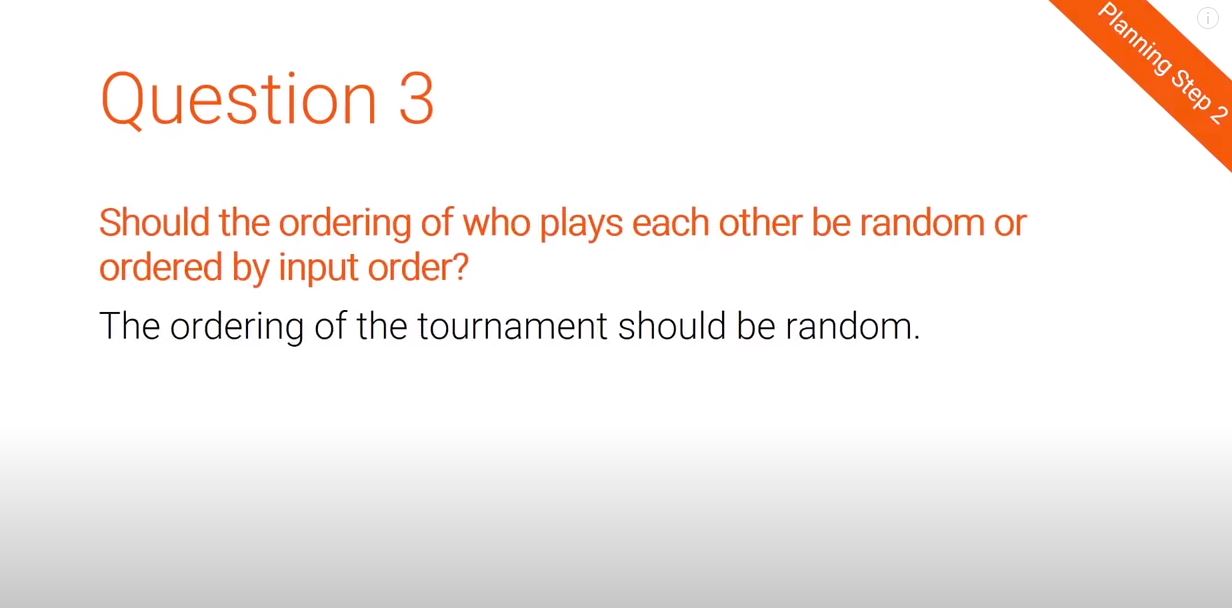 Planning Step 2
Question 3
Should the ordering of who plays each other be random or
ordered by input order?
The ordering of the tournament should be random.